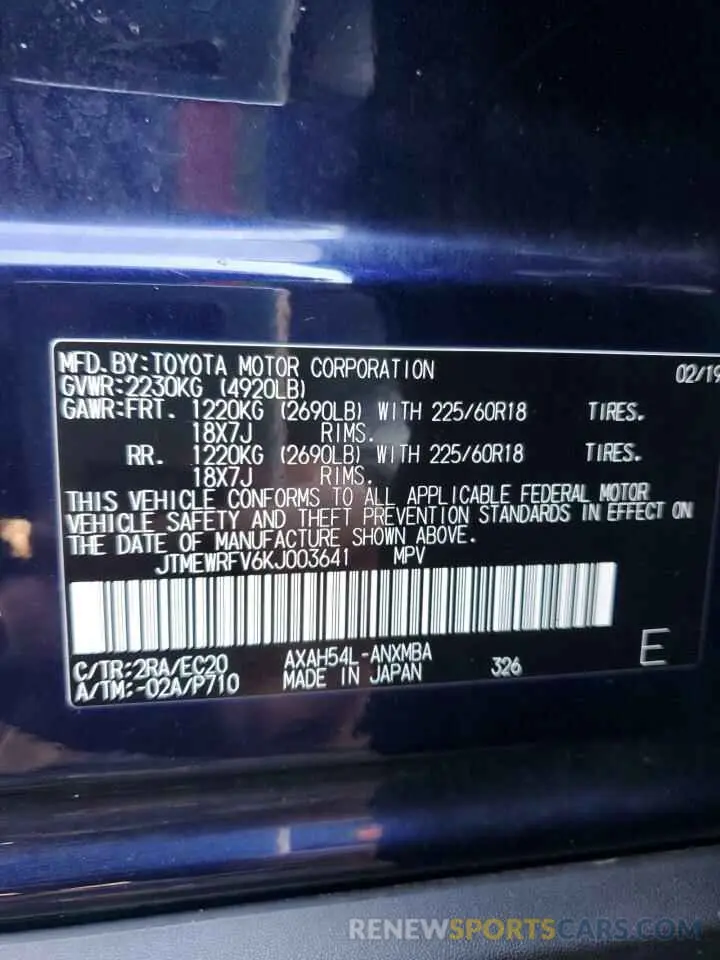 MFD.BY:TOYOTA MOTOR CORPORATION 02/19
GVWR:2230KG (4920LB)
GAWR:FRT. 1220KG (2690LB) WITH 225/60R18 TIRES.
18X7J RIMS.
RR. 1220KG (2690LB) WITH 225/60R18 TIRES.
18X7J RIMS.
THIS VEHICLE CONFORMS TO ALL APPLICABLE FEDERAL MOTOR
VEHICLE SAFETY AND THEFT PREVENTION STANDARDS IN EFFECT ON
THE DATE OF MANUFACTURE SHOWN ABOVE.
JTMEWRFV6KJ003641 MPV
C/TR:2RA/EC20 AXAH54L-ANXMBA
A/TM:-02A/P710 MADE IN JAPAN 326 E
RENEWSPORTSCARS.COM